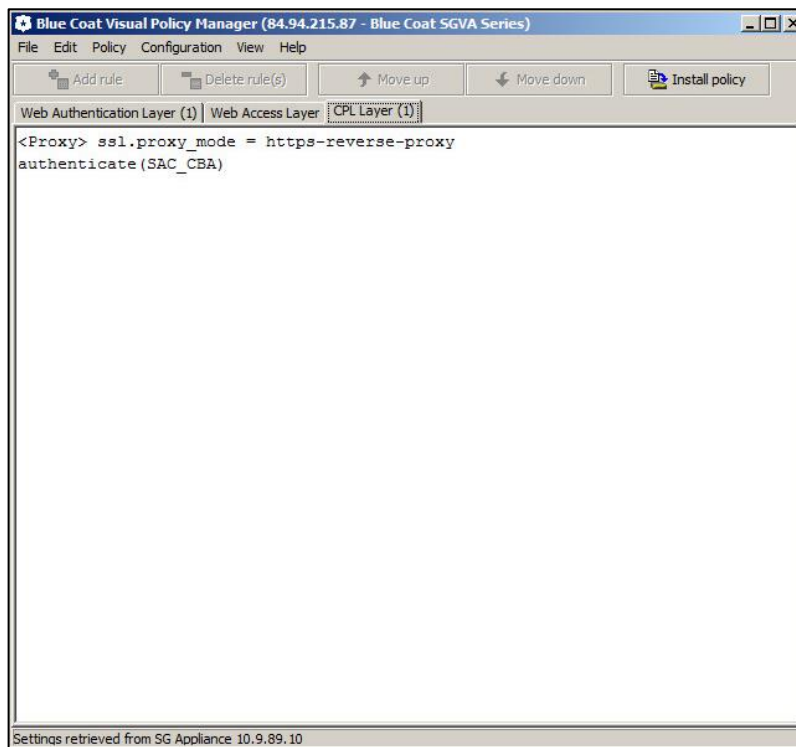 Blue Coat Visual Policy Manager (84.94.215.87 - Blue Coat SGVA Series)
File Edit Policy Configuration View Help
Add rule Delete rule(s) Move up Move down Install policy
Web Authentication Layer (1) Web Access Layer CPL Layer (1)
<Proxy> ssl.proxy_mode = https-reverse-proxy
authenticate(SAC_CBA)
Settings retrieved from SG Appliance 10.9.89.10